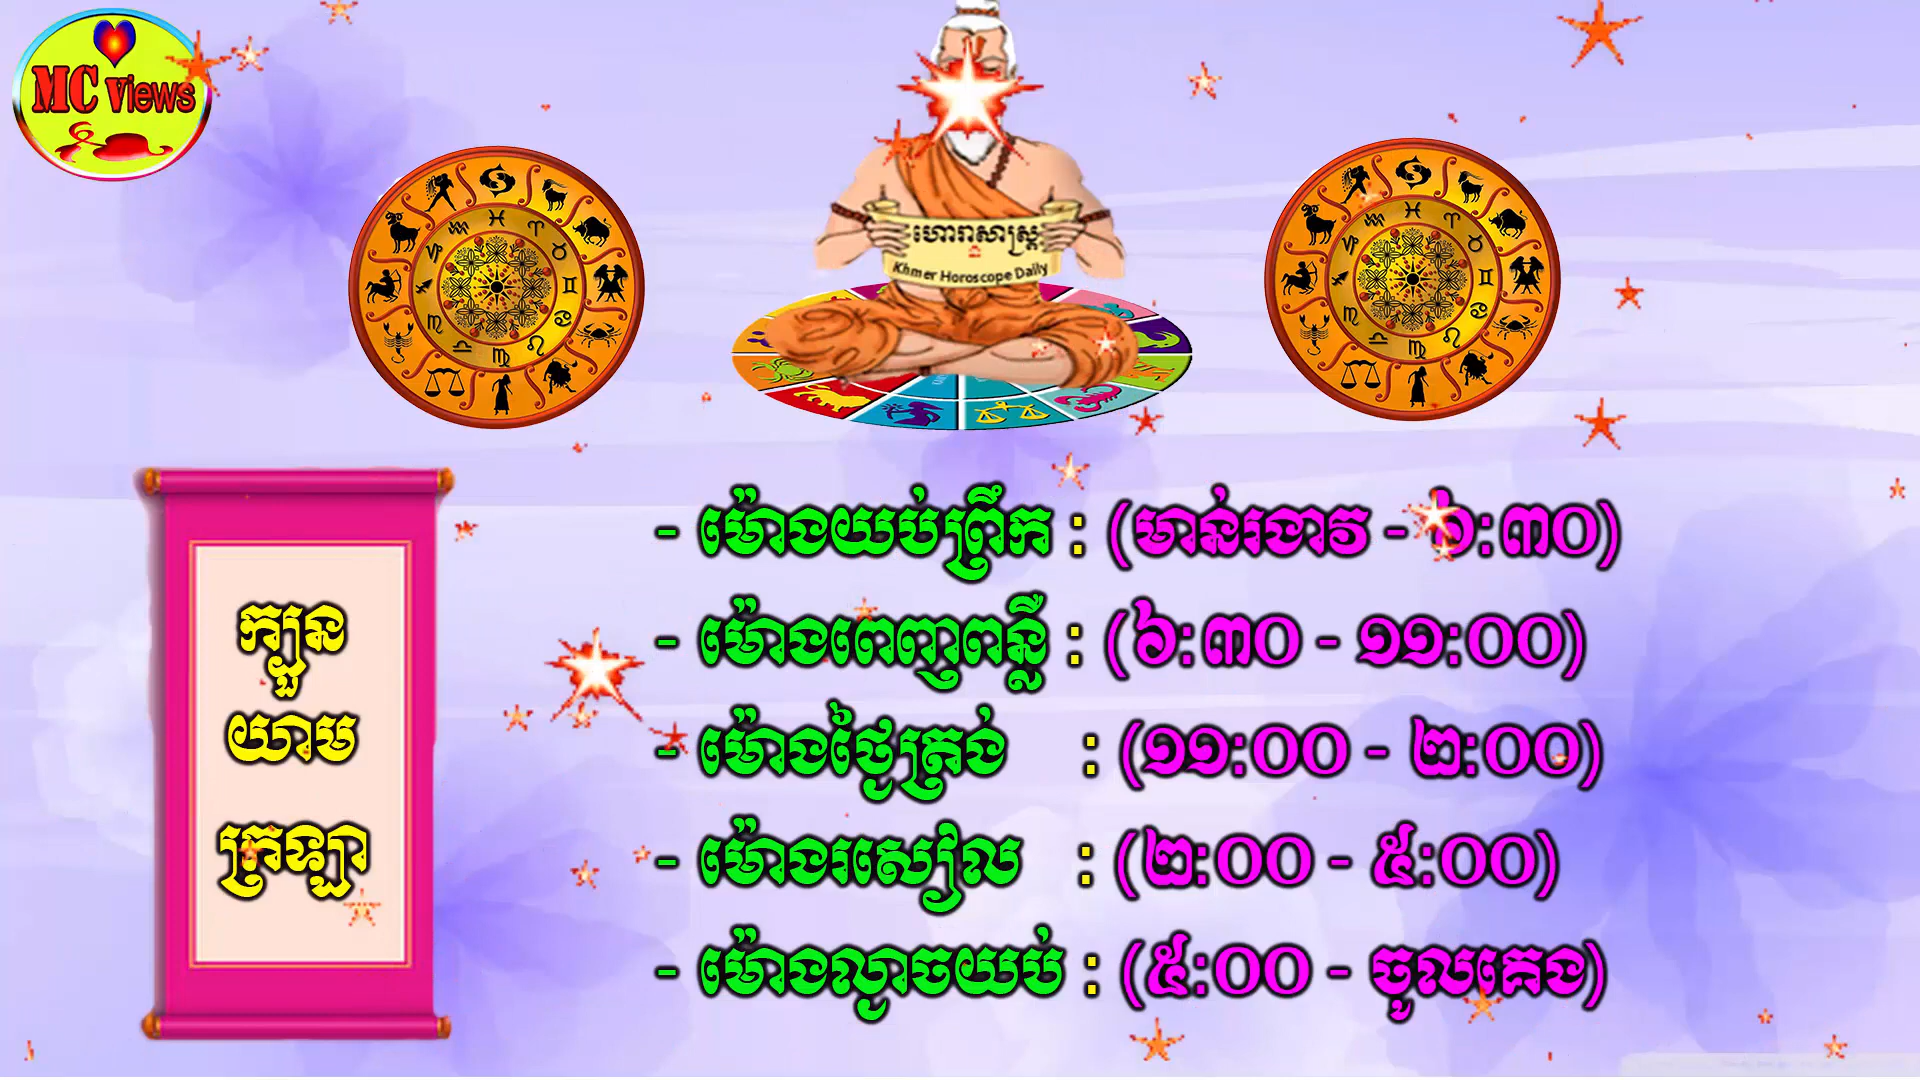 MC Views
ហោរាសាស្ត្រ
Khmer Horoscope Daily
ក្បួន
យាម
ក្រឡា
- ម៉ោងយប់ព្រឹក : (មាន់រងាវ - ៦:៣០)
- ម៉ោងពេញពន្លឺ : (៦:៣០ - ១១:០០)
- ម៉ោងថ្ងៃត្រង់ : (១១:០០ - ២:០០)
- ម៉ោងរសៀល : (២:០០ - ៥:០០)
- ម៉ោងល្ងាចយប់ : (៥:០០ - ចូលគេង)